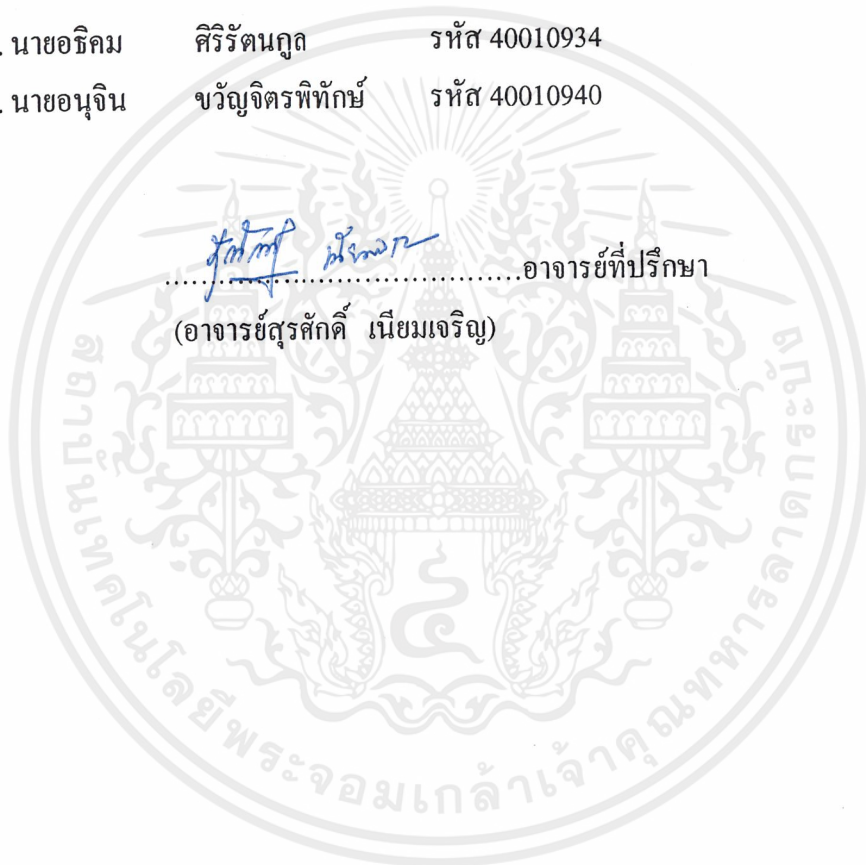 . นายอธิคม ศิริรัตนกูล รหัส 40010934
. นายอนุจิน ขวัญจิตรพิทักษ์ รหัส 40010940
........................................อาจารย์ที่ปรึกษา
(อาจารย์สุรศักดิ์ เนียมเจริญ)
สถาบันเทคโนโลยีพระจอมเกล้าเจ้าคุณทหารลาดกระบัง